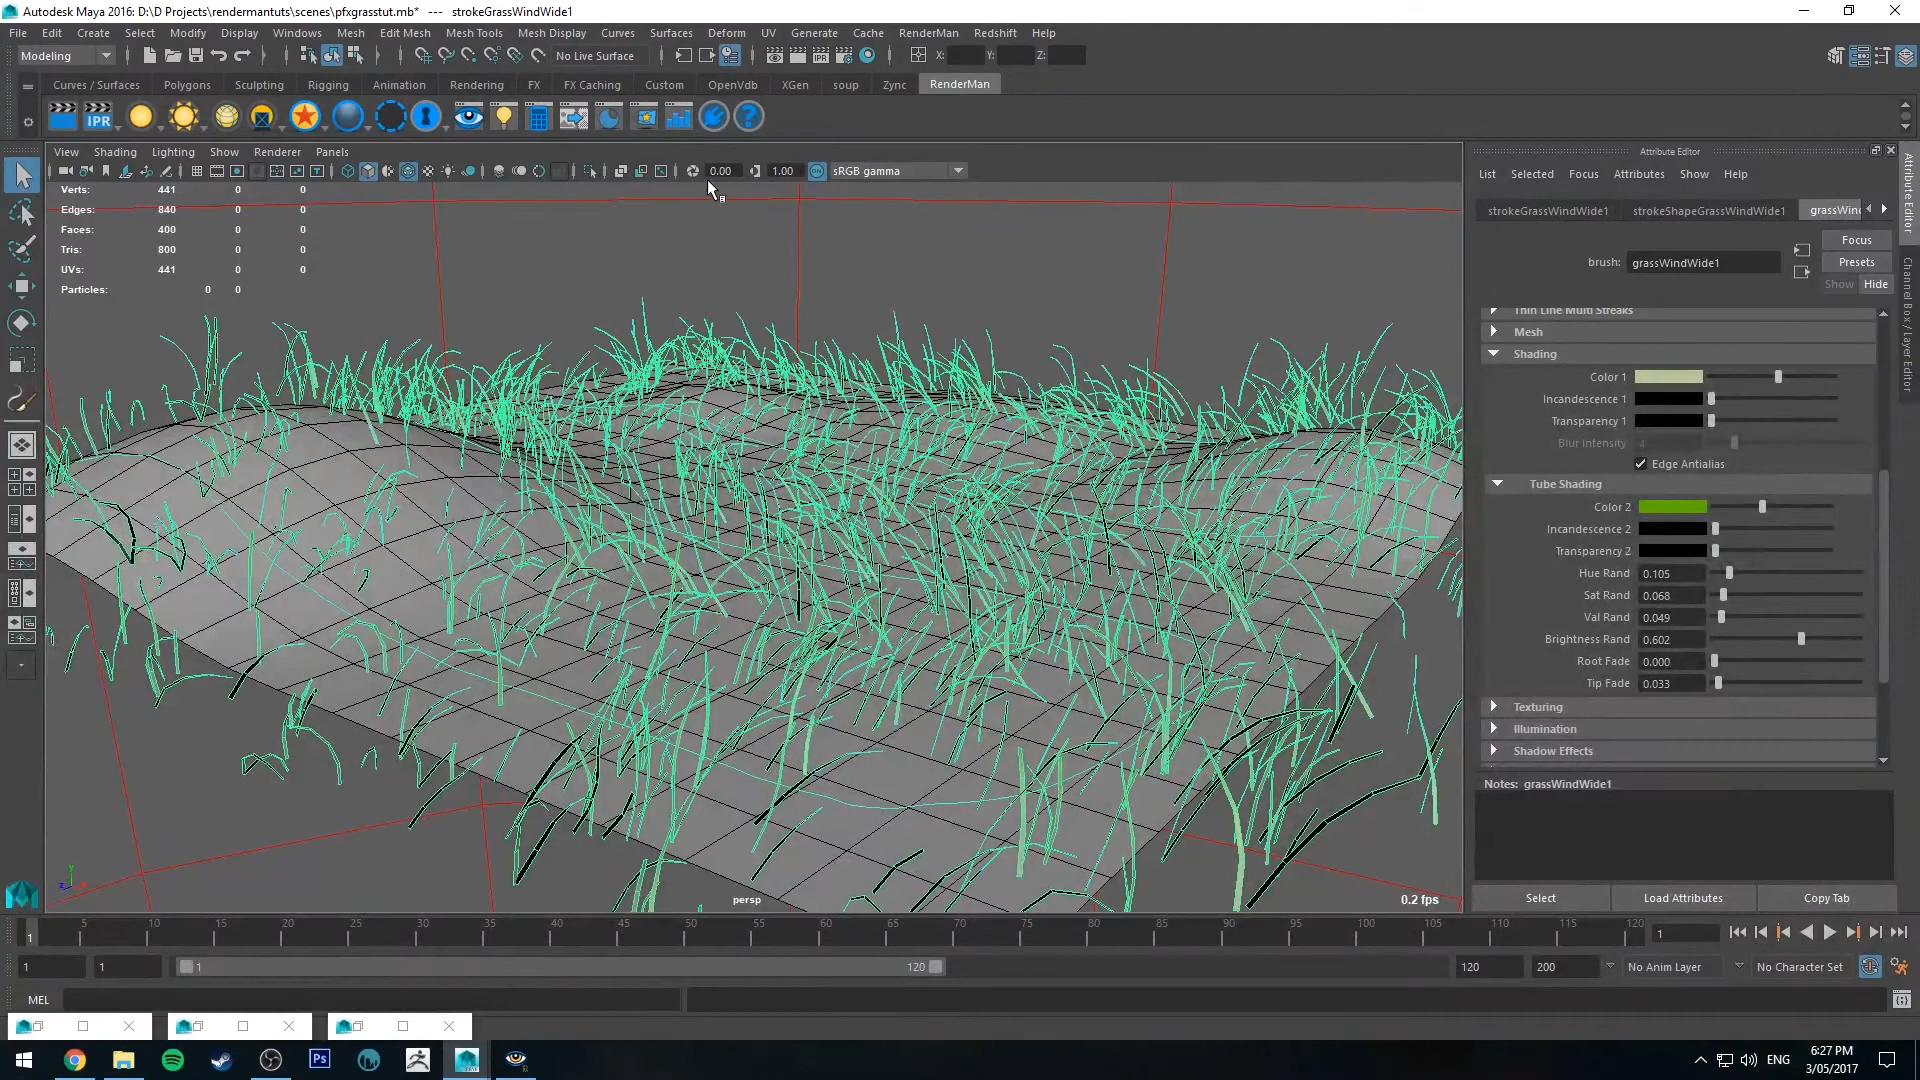 Autodesk Maya 2016: D:\D Projects\rendermantuts\scenes\pfxgrasstut.mb* --- strokeGrassWindWide1
File Edit Create Select Modify Display Windows Mesh Edit Mesh Mesh Tools Mesh Display Curves Surfaces Deform UV Generate Cache RenderMan Redshift Help
Modeling No Live Surface X: Y: Z:
Curves / Surfaces Polygons Sculpting Rigging Animation Rendering FX FX Caching Custom OpenVdb XGen soup Zync RenderMan
IPR
View Shading Lighting Show Renderer Panels
0.00 1.00 ON sRGB gamma
Verts: 441 0 0
Edges: 840 0 0
Faces: 400 0 0
Tris: 800 0 0
UVs: 441 0 0
Particles: 0 0
persp
0.2 fps
Attribute Editor
List Selected Focus Attributes Show Help
strokeGrassWindWide1 strokeShapeGrassWindWide1 grassWind
Focus
brush: grassWindWide1
Presets
Show Hide
Thin Line Multi Streaks
Mesh
Shading
Color 1
Incandescence 1
Transparency 1
Blur Intensity 4
Edge Antialias
Tube Shading
Color 2
Incandescence 2
Transparency 2
Hue Rand 0.105
Sat Rand 0.068
Val Rand 0.049
Brightness Rand 0.602
Root Fade 0.000
Tip Fade 0.033
Texturing
Illumination
Shadow Effects
Notes: grassWindWide1
Select Load Attributes Copy Tab
Attribute Editor
Channel Box / Layer Editor
1 5 10 15 20 25 30 35 40 45 50 55 60 65 70 75 80 85 90 95 100 105 110 115 120 1
1 1 1 120 120 200 No Anim Layer No Character Set
MEL
Ps
ENG
6:27 PM
3/05/2017